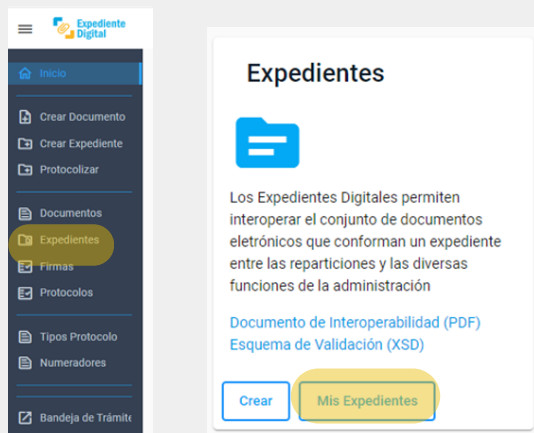 Expediente
Digital
Inicio
Crear Documento
Crear Expediente
Protocolizar
Documentos
Expedientes
Firmas
Protocolos
Tipos Protocolo
Numeradores
Bandeja de Trámite
Expedientes
Los Expedientes Digitales permiten
interoperar el conjunto de documentos
eletrónicos que conforman un expediente
entre las reparticiones y las diversas
funciones de la administración
Documento de Interoperabilidad (PDF)
Esquema de Validación (XSD)
Crear
Mis Expedientes